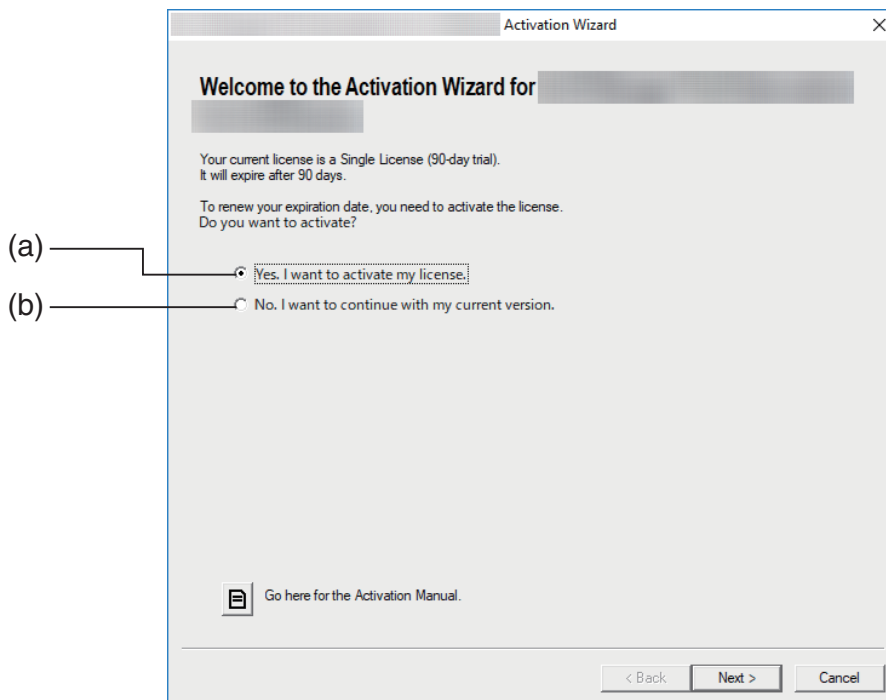 Activation Wizard
Welcome to the Activation Wizard for
Your current license is a Single License (90-day trial).
It will expire after 90 days.
To renew your expiration date, you need to activate the license.
Do you want to activate?
(a)
Yes. I want to activate my license.
(b)
No. I want to continue with my current version.
Go here for the Activation Manual.
< Back
Next >
Cancel